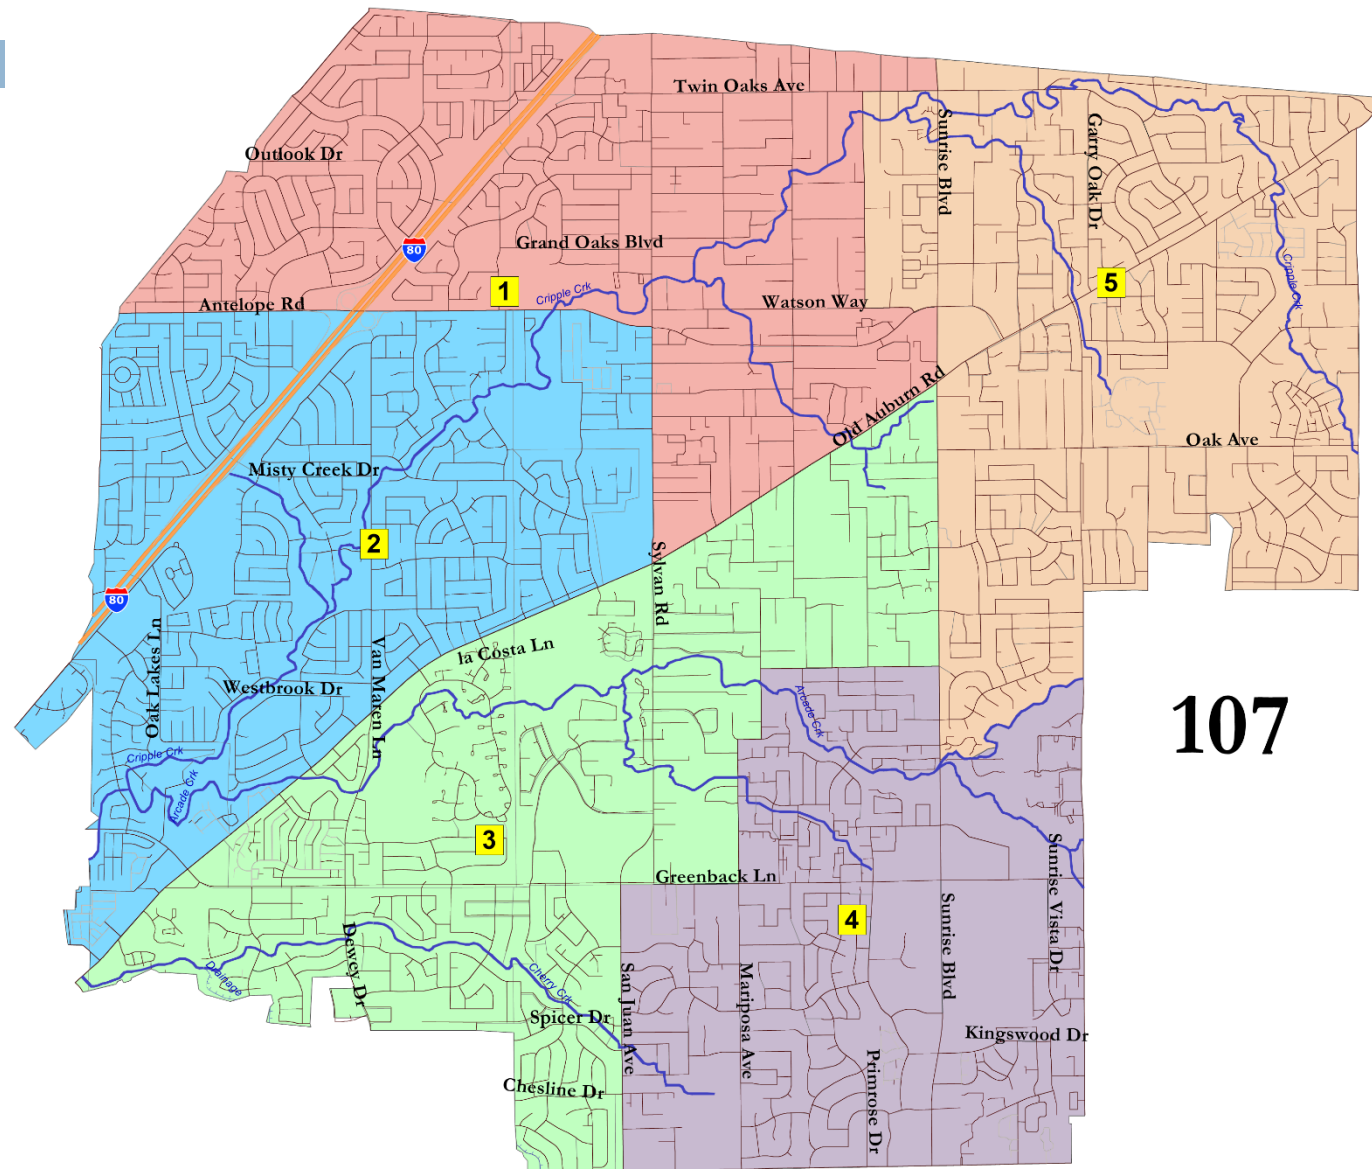 Twin Oaks Ave
Outlook Dr
Sunrise Blvd
Garry Oak Dr
80
Grand Oaks Blvd
Cripple Crk
5
1
Cripple Crk
Antelope Rd
Watson Way
Old Auburn Rd
Oak Ave
Misty Creek Dr
2
Sylvan Rd
80
Oak Lakes Ln
Van Maren Ln
la Costa Ln
Westbrook Dr
Arcade Crk
107
Cripple Crk
Arcade Crk
3
Sunrise Vista Dr
Greenback Ln
4
Sunrise Blvd
Dewey Dr
Drainage
Cherry Crk
San Juan Ave
Mariposa Ave
Spicer Dr
Kingswood Dr
Primrose Dr
Chesline Dr